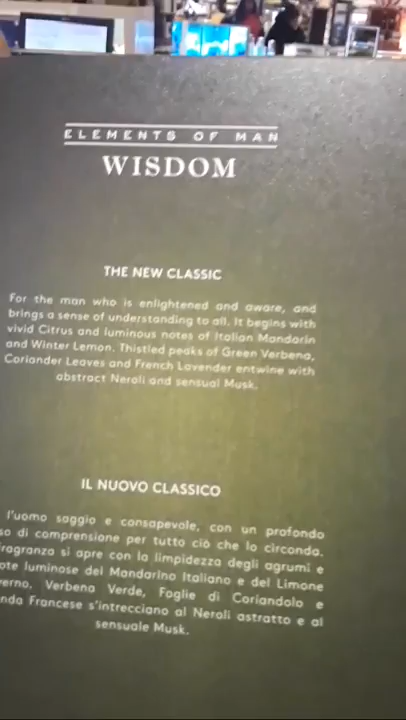 ELEMENTS OF MAN
WISDOM
THE NEW CLASSIC
For the man who is enlightened and aware, and
brings a sense of understanding to all. It begins with
vivid Citrus and luminous notes of Italian Mandarin
and Winter Lemon. Thistled peaks of Green Verbena,
Coriander Leaves and French Lavender entwine with
abstract Neroli and sensual Musk.
IL NUOVO CLASSICO
l'uomo saggio e consapevole, con un profondo
so di comprensione per tutto ciò che lo circonda.
fragranza si apre con la limpidezza degli agrumi e
ote luminose del Mandarino Italiano e del Limone
verno. Verbena Verde, Foglie di Coriandolo e
nda Francese s'intrecciano al Neroli astratto e al
sensuale Musk.